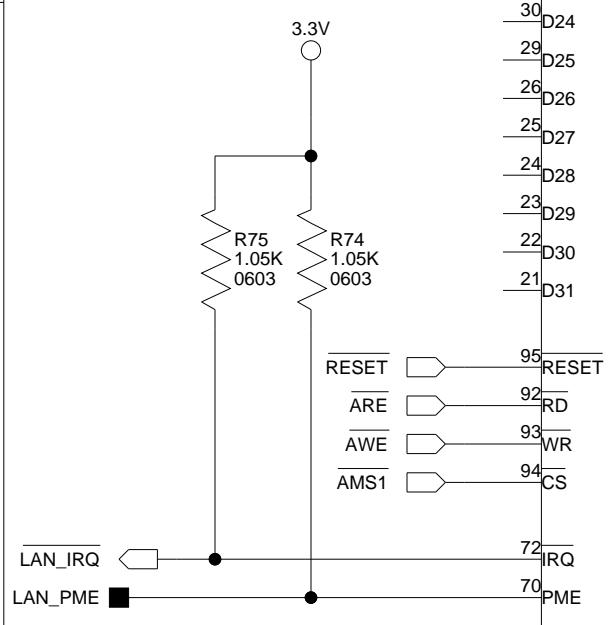 30 D24
3.3V
29 D25
26 D26
25 D27
24 D28
23 D29
R75 R74
22 D30
1.05K 1.05K
0603 0603
21 D31
RESET 95 RESET
ARE 92 RD
AWE 93 WR
AMS1 94 CS
LAN_IRQ 72 IRQ
LAN_PME 70 PME